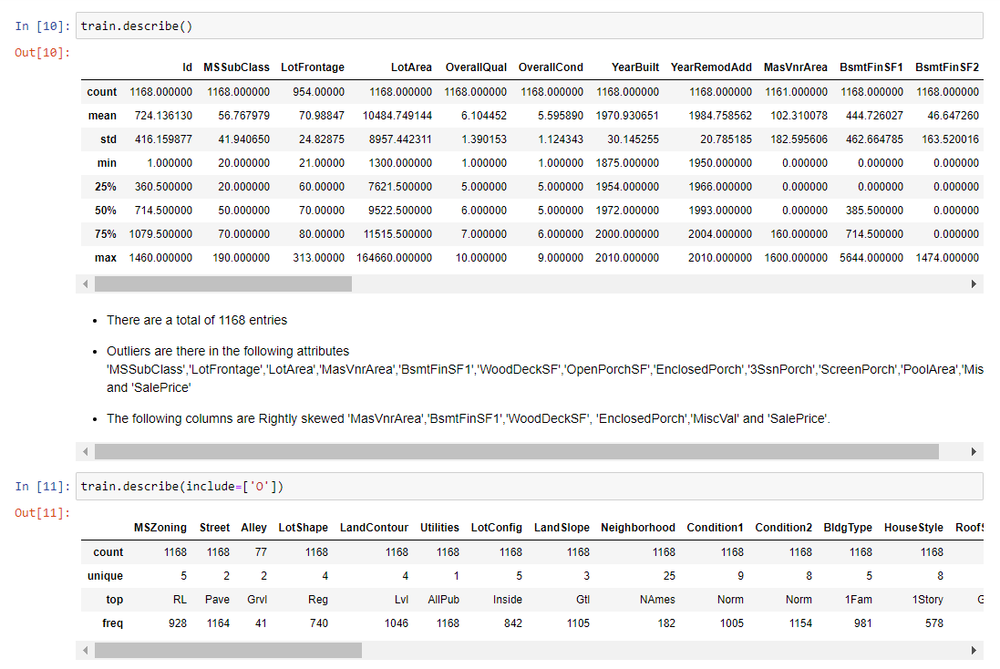 In [10]: train.describe()
Out[10]:
Id MSSubClass LotFrontage LotArea OverallQual OverallCond YearBuilt YearRemodAdd MasVnrArea BsmtFinSF1 BsmtFinSF2
count 1168.000000 1168.000000 954.00000 1168.000000 1168.000000 1168.000000 1168.000000 1168.000000 1161.000000 1168.000000 1168.000000
mean 724.136130 56.767979 70.98847 10484.749144 6.104452 5.595890 1970.930651 1984.758562 102.310078 444.726027 46.647260
std 416.159877 41.940650 24.82875 8957.442311 1.390153 1.124343 30.145255 20.785185 182.595606 462.664785 163.520016
min 1.000000 20.000000 21.00000 1300.000000 1.000000 1.000000 1875.000000 1950.000000 0.000000 0.000000 0.000000
25% 360.500000 20.000000 60.00000 7621.500000 5.000000 5.000000 1954.000000 1966.000000 0.000000 0.000000 0.000000
50% 714.500000 50.000000 70.00000 9522.500000 6.000000 5.000000 1972.000000 1993.000000 0.000000 385.500000 0.000000
75% 1079.500000 70.000000 80.00000 11515.500000 7.000000 6.000000 2000.000000 2004.000000 160.000000 714.500000 0.000000
max 1460.000000 190.000000 313.00000 164660.000000 10.000000 9.000000 2010.000000 2010.000000 1600.000000 5644.000000 1474.000000
• There are a total of 1168 entries
• Outliers are there in the following attributes
'MSSubClass','LotFrontage','LotArea','MasVnrArea','BsmtFinSF1','WoodDeckSF','OpenPorchSF','EnclosedPorch','3SsnPorch','ScreenPorch','PoolArea','Mis
and 'SalePrice'
• The following columns are Rightly skewed 'MasVnrArea','BsmtFinSF1','WoodDeckSF', 'EnclosedPorch','MiscVal' and 'SalePrice'.
In [11]: train.describe(include=['O'])
Out[11]:
MSZoning Street Alley LotShape LandContour Utilities LotConfig LandSlope Neighborhood Condition1 Condition2 BldgType HouseStyle RoofS
count 1168 1168 77 1168 1168 1168 1168 1168 1168 1168 1168 1168 1168
unique 5 2 2 4 4 1 5 3 25 9 8 5 8
top RL Pave Grvl Reg Lvl AllPub Inside Gtl NAmes Norm Norm 1Fam 1Story G
freq 928 1164 41 740 1046 1168 842 1105 182 1005 1154 981 578